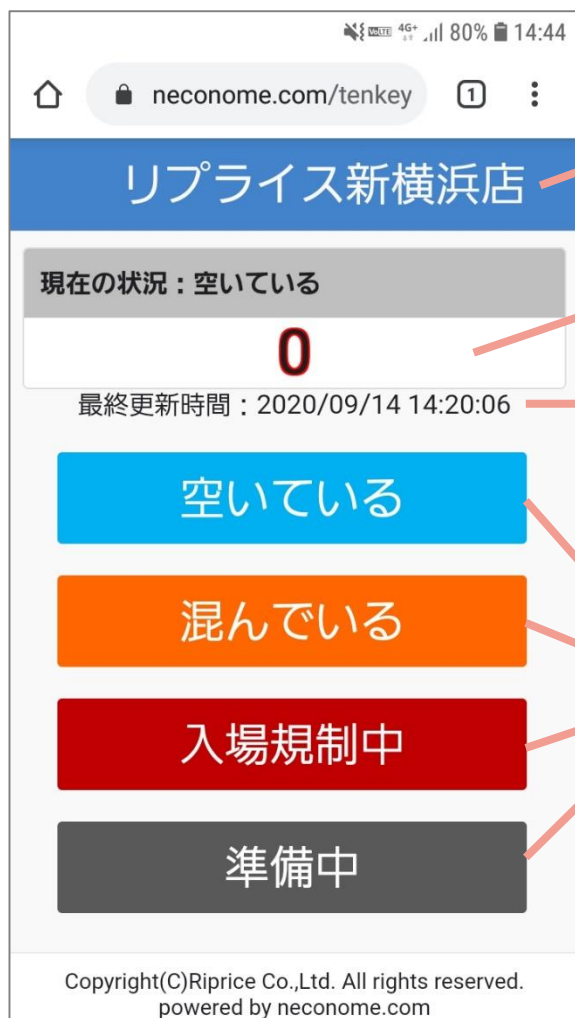 VoLTE 4G+ 80% 14:44
neconome.com/tenkey 1
リプライス新横浜店
現在の状況：空いている
0
最終更新時間：2020/09/14 14:20:06
空いている
混んでいる
入場規制中
準備中
Copyright(C)Riprice Co.,Ltd. All rights reserved.
powered by neconome.com